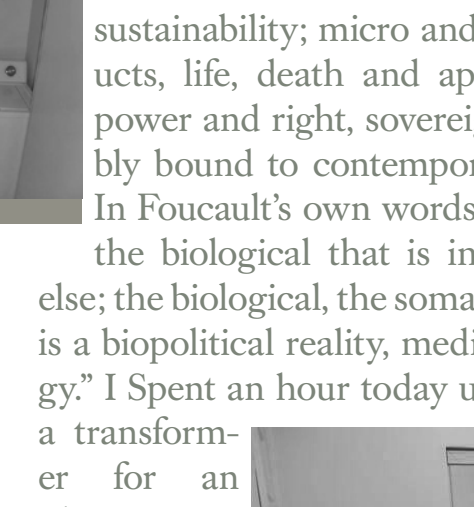 sustainability; micro and
ucts, life, death and ap
power and right, soverei
bly bound to contempor
In Foucault’s own words
the biological that is in
else; the biological, the soma
is a biopolitical reality, medi
gy.” I Spent an hour today u
a transform-
er for an